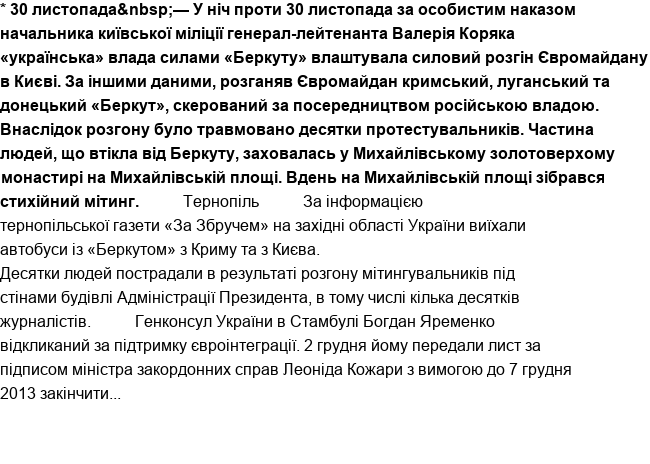 * 30 листопада&nbsp;— У ніч проти 30 листопада за особистим наказом
начальника київської міліції генерал-лейтенанта Валерія Коряка
«українська» влада силами «Беркуту» влаштувала силовий розгін Євромайдану
в Києві. За іншими даними, розганяв Євромайдан кримський, луганський та
донецький «Беркут», скерований за посередництвом російською владою.
Внаслідок розгону було травмовано десятки протестувальників. Частина
людей, що втікла від Беркуту, заховалась у Михайлівському золотоверхому
монастирі на Михайлівській площі. Вдень на Михайлівській площі зібрався
стихійний мітинг. Тернопіль За інформацією
тернопільської газети «За Збручем» на західні області України виїхали
автобуси із «Беркутом» з Криму та з Києва.
Десятки людей пострадали в результаті розгону мітингувальників під
стінами будівлі Адміністрації Президента, в тому числі кілька десятків
журналістів. Генконсул України в Стамбулі Богдан Яременко
відкликаний за підтримку євроінтеграції. 2 грудня йому передали лист за
підписом міністра закордонних справ Леоніда Кожари з вимогою до 7 грудня
2013 закінчити...